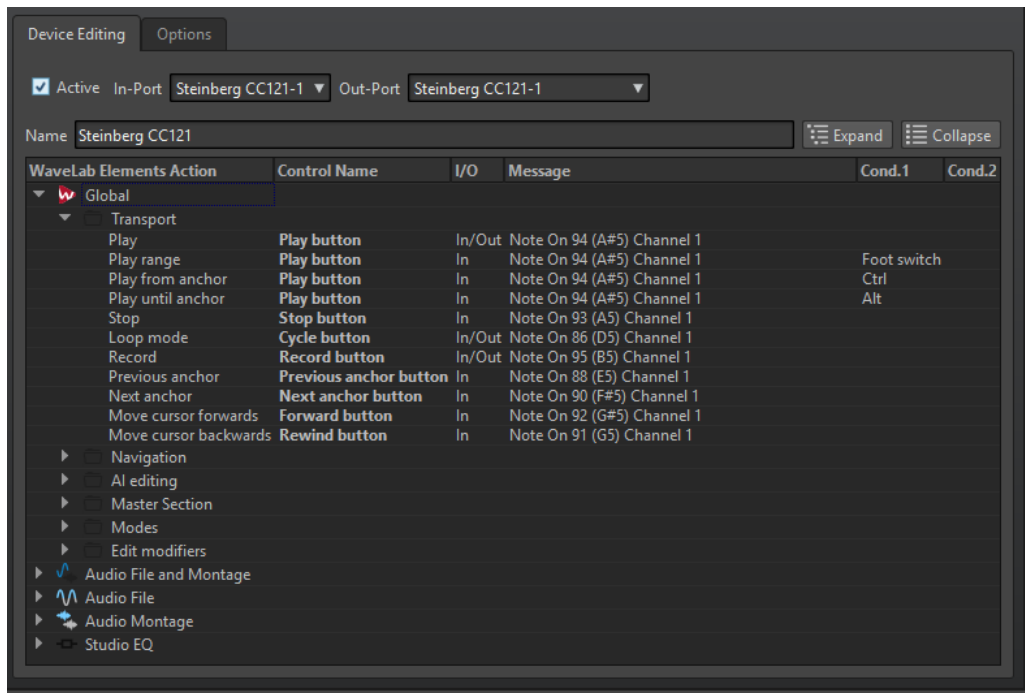 Device Editing Options
Active In-Port Steinberg CC121-1 Out-Port Steinberg CC121-1
Name Steinberg CC121 Expand Collapse
WaveLab Elements Action Control Name I/O Message Cond.1 Cond.2
Global
Transport
Play Play button In/Out Note On 94 (A#5) Channel 1
Play range Play button In Note On 94 (A#5) Channel 1 Foot switch
Play from anchor Play button In Note On 94 (A#5) Channel 1 Ctrl
Play until anchor Play button In Note On 94 (A#5) Channel 1 Alt
Stop Stop button In Note On 93 (A5) Channel 1
Loop mode Cycle button In/Out Note On 86 (D5) Channel 1
Record Record button In/Out Note On 95 (B5) Channel 1
Previous anchor Previous anchor button In Note On 88 (E5) Channel 1
Next anchor Next anchor button In Note On 90 (F#5) Channel 1
Move cursor forwards Forward button In Note On 92 (G#5) Channel 1
Move cursor backwards Rewind button In Note On 91 (G5) Channel 1
Navigation
AI editing
Master Section
Modes
Edit modifiers
Audio File and Montage
Audio File
Audio Montage
Studio EQ